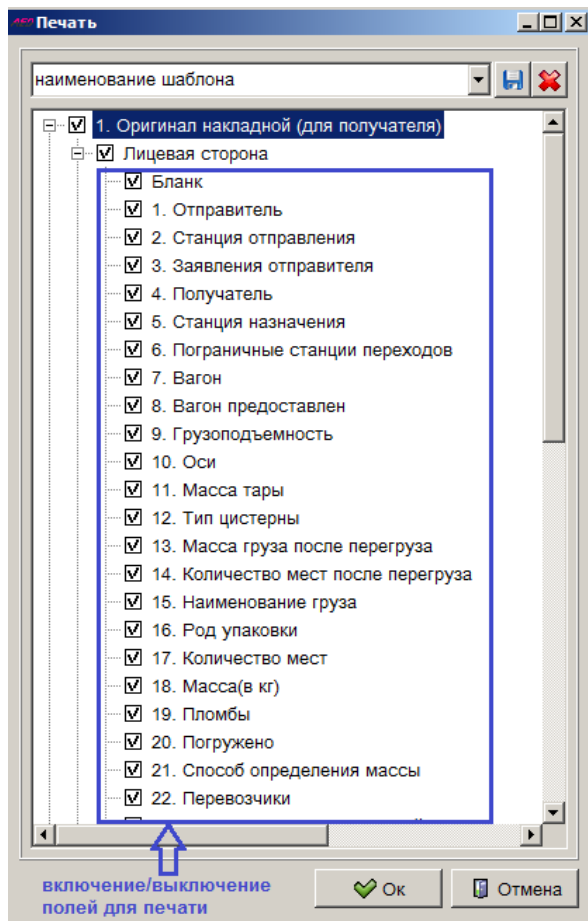 Печать
наименование шаблона
1. Оригинал накладной (для получателя)
Лицевая сторона
Бланк
1. Отправитель
2. Станция отправления
3. Заявления отправителя
4. Получатель
5. Станция назначения
6. Пограничные станции переходов
7. Вагон
8. Вагон предоставлен
9. Грузоподъемность
10. Оси
11. Масса тары
12. Тип цистерны
13. Масса груза после перегруза
14. Количество мест после перегруза
15. Наименование груза
16. Род упаковки
17. Количество мест
18. Масса(в кг)
19. Пломбы
20. Погружено
21. Способ определения массы
22. Перевозчики
включение/выключение
полей для печати
Ок
Отмена